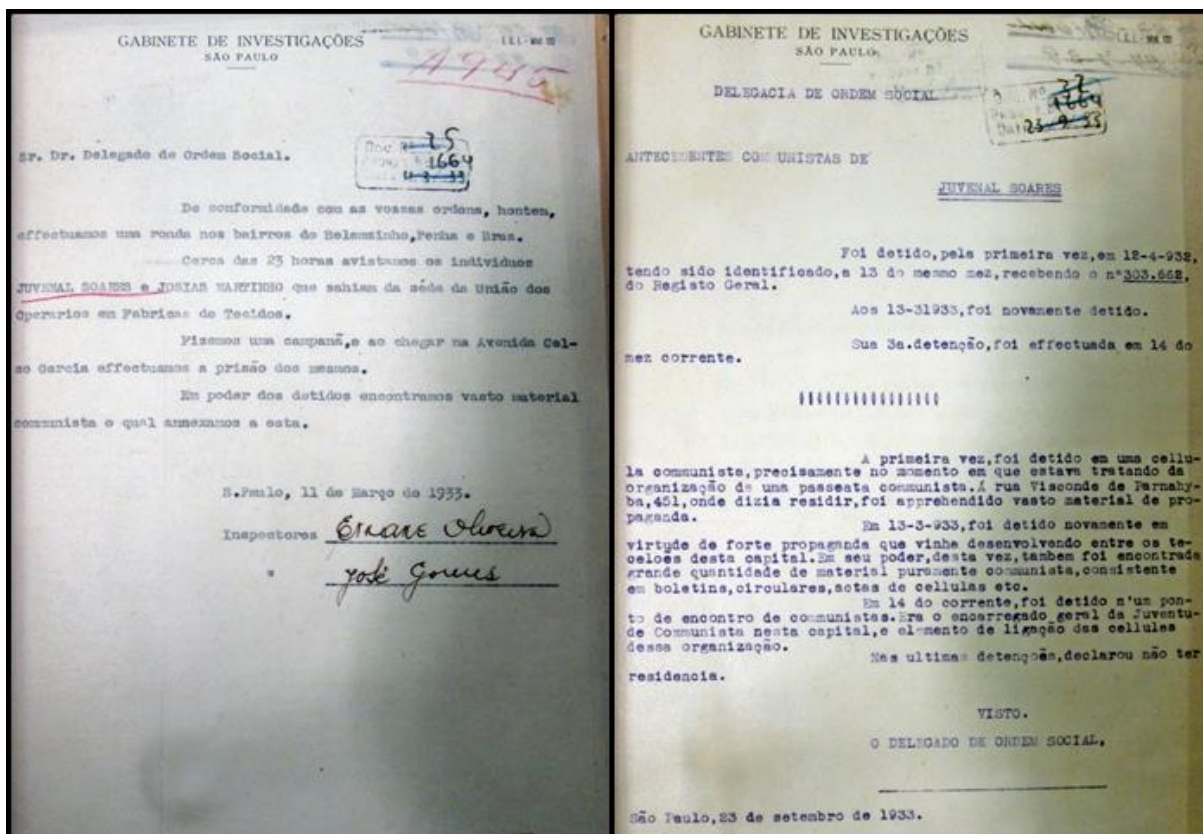 GABINETE DE INVESTIGAÇÕES
SÃO PAULO
A945
25
1664
Sr. Dr. Delegado de Ordem Social.
De conformidade com as vossas ordens, hontem,
effectuamos uma ronda nos bairros do Belemsinho,Penha e Braz.
Cerca das 23 horas avistamos os individuos
JUVENAL SOARES e JOSIAS MARTINHO que sahiam da séde da União dos
Operarios em Fabricas de Tecidos.
Fizemos uma campanã,e ao chegar na Avenida Cel-
so Garcia effectuamos a prisão dos mesmos.
Em poder dos detidos encontramos vasto material
communista o qual annexamos a esta.
S.Paulo, 11 de Março de 1933.
Inspectores
" José Gomes
GABINETE DE INVESTIGAÇÕES
SÃO PAULO
DELEGACIA DE ORDEM SOCIAL
22
1664
23-9-33
ANTECEDENTES COMMUNISTAS DE
JUVENAL SOARES
Foi detido,pela primeira vez,em 12-4-932,
tendo sido identificado,a 13 do mesmo mez,recebendo o nº303.662,
do Registo Geral.
Aos 13-31933,foi novamente detido.
Sua 3a.detenção,foi effectuada em 14 do
mez corrente.
A primeira vez,foi detido em uma cellu-
la communista,precisamente no momento em que estava tratando da
organização de uma passeata communista.Á rua Visconde de Parnahy-
ba,451,onde dizia residir,foi apprehendido vasto material de pro-
paganda.
Em 13-3-933,foi detido novamente em
virtude de forte propaganda que vinha desenvolvendo entre os te-
celões desta capital.Em seu poder,desta vez,tambem foi encontrada
grande quantidade de material puramente communista,consistente
em boletins,circulares,actas de cellulas etc.
Em 14 do corrente,foi detido n'um pon-
to de encontro de communistas.Era o encarregado geral da Juventu-
de Communista nesta capital,e elemento de ligação das cellulas
dessa organização.
Nas ultimas detenções,declarou não ter
residencia.
VISTO.
O DELEGADO DE ORDEM SOCIAL,
São Paulo,23 de setembro de 1933.